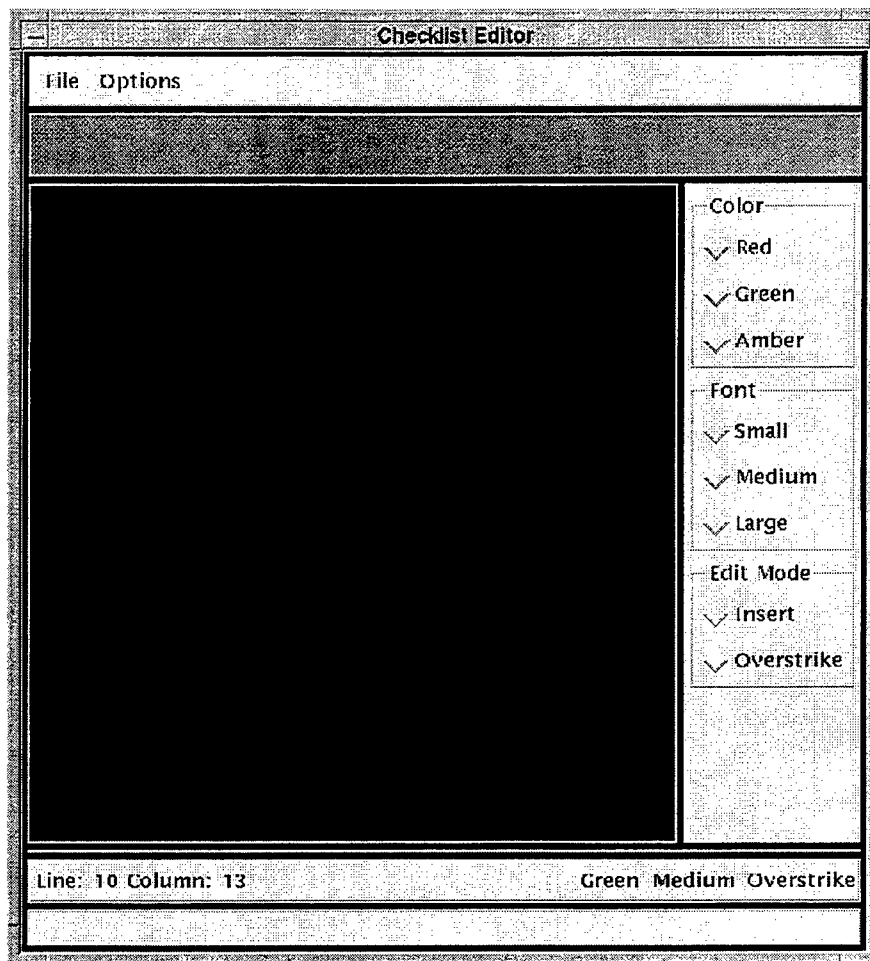 Checklist Editor
File Options
Color
Red
Green
Amber
Font
Small
Medium
Large
Edit Mode
Insert
Overstrike
Line: 10 Column: 13
Green Medium Overstrike